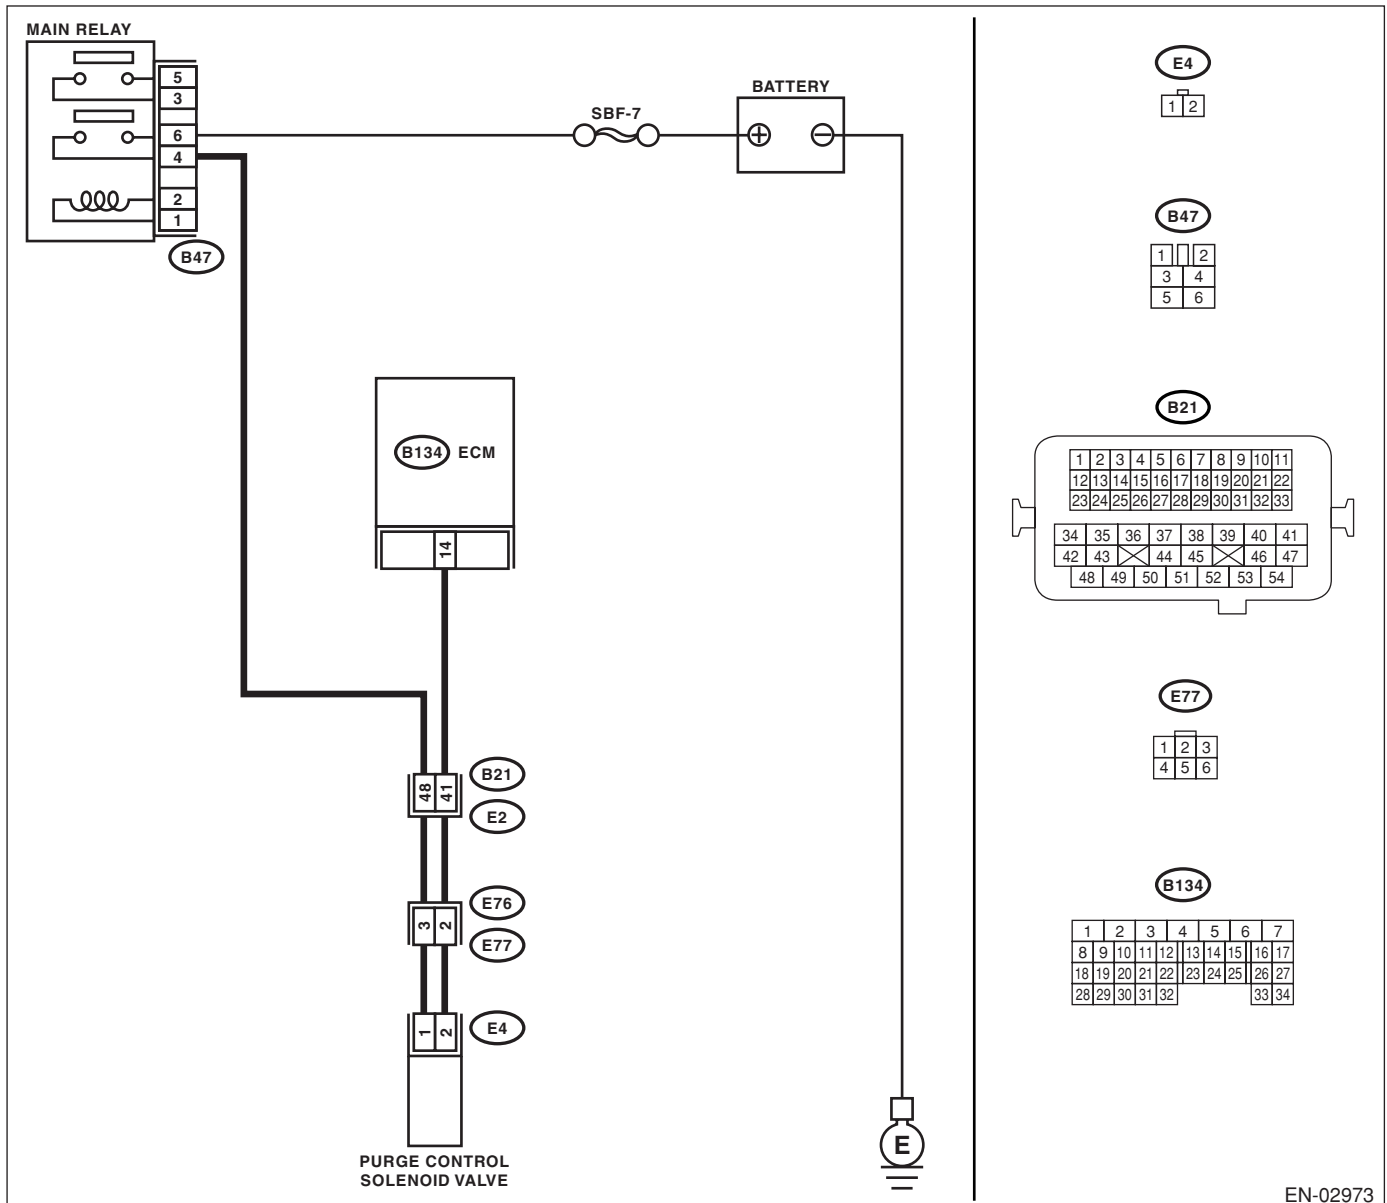 MAIN RELAY
5
3
6
4
2
1
B47
SBF-7
BATTERY
B134 ECM
14
48 41
B21
E2
E76
3 2
E77
1 2
E4
PURGE CONTROL
SOLENOID VALVE
E
E4
1 2
B47
1 2
3 4
5 6
B21
1 2 3 4 5 6 7 8 9 10 11
12 13 14 15 16 17 18 19 20 21 22
23 24 25 26 27 28 29 30 31 32 33
34 35 36 37 38 39 40 41
42 43 44 45 46 47
48 49 50 51 52 53 54
E77
1 2 3
4 5 6
B134
1 2 3 4 5 6 7
8 9 10 11 12 13 14 15 16 17
18 19 20 21 22 23 24 25 26 27
28 29 30 31 32 33 34
EN-02973